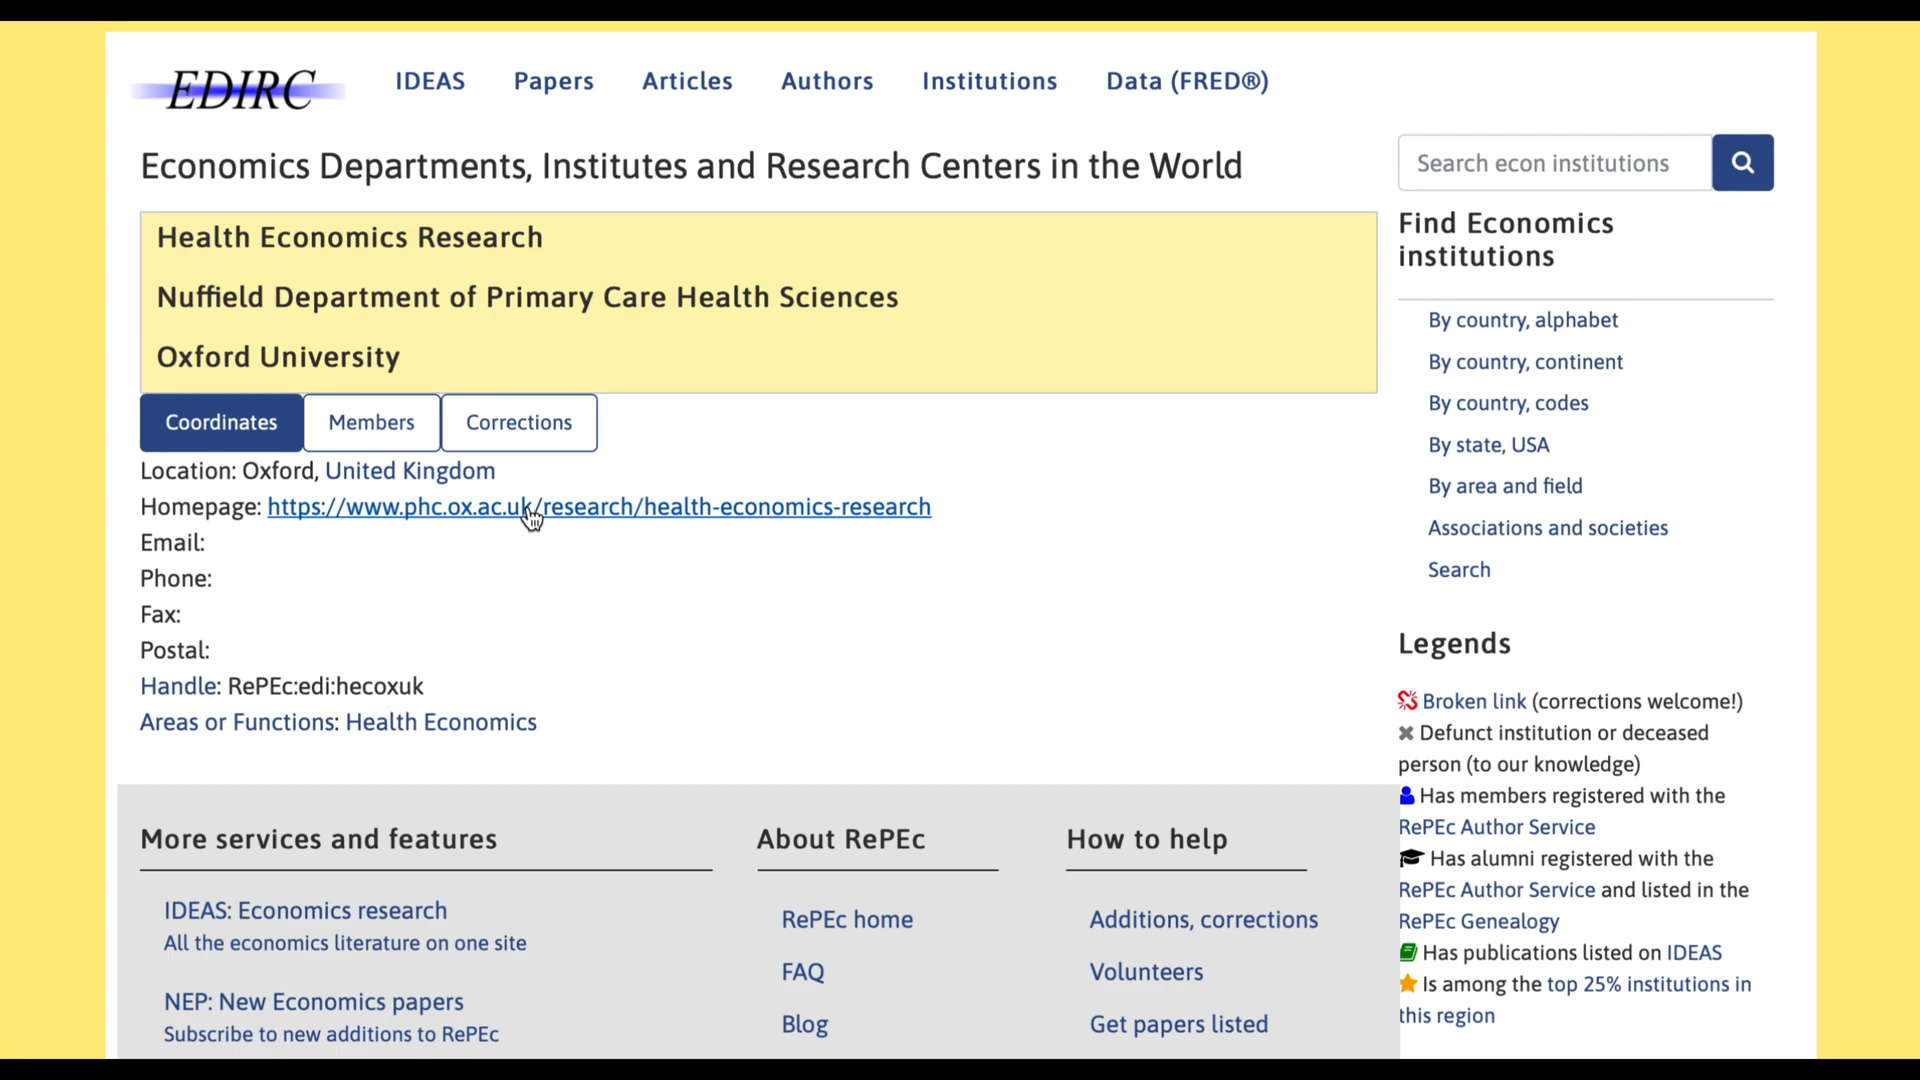 EDIRC
IDEAS Papers Articles Authors Institutions Data (FRED®)
Economics Departments, Institutes and Research Centers in the World
Health Economics Research
Nuffield Department of Primary Care Health Sciences
Oxford University
Coordinates Members Corrections
Location: Oxford, United Kingdom
Homepage: https://www.phc.ox.ac.uk/research/health-economics-research
Email:
Phone:
Fax:
Postal:
Handle: RePEc:edi:hecoxuk
Areas or Functions: Health Economics
Search econ institutions
Find Economics
institutions
By country, alphabet
By country, continent
By country, codes
By state, USA
By area and field
Associations and societies
Search
Legends
Broken link (corrections welcome!)
Defunct institution or deceased
person (to our knowledge)
Has members registered with the
RePEc Author Service
Has alumni registered with the
RePEc Author Service and listed in the
RePEc Genealogy
Has publications listed on IDEAS
Is among the top 25% institutions in
this region
More services and features
IDEAS: Economics research
All the economics literature on one site
NEP: New Economics papers
Subscribe to new additions to RePEc
About RePEc
RePEc home
FAQ
Blog
How to help
Additions, corrections
Volunteers
Get papers listed